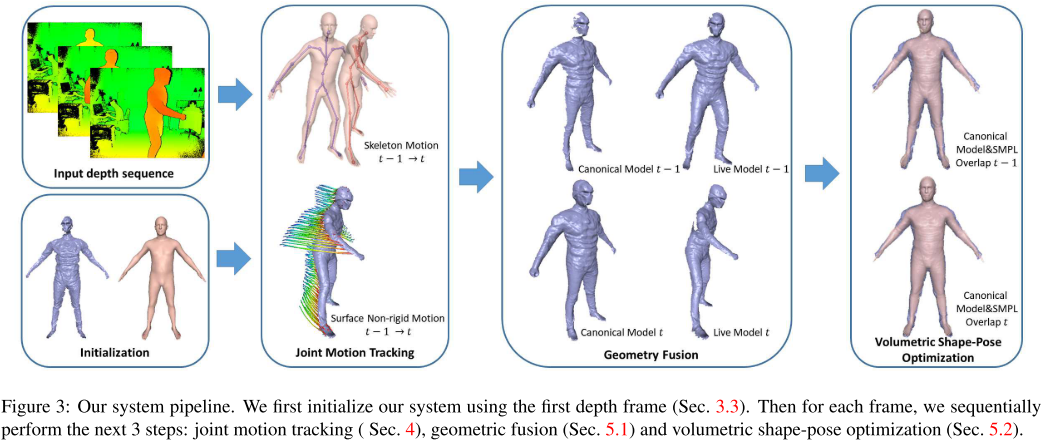 Input depth sequence
Initialization
Skeleton Motion
t − 1 → t
Surface Non-rigid Motion
t − 1 → t
Joint Motion Tracking
Canonical Model t − 1
Live Model t − 1
Canonical Model t
Live Model t
Geometry Fusion
Canonical
Model&SMPL
Overlap t − 1
Canonical
Model&SMPL
Overlap t
Volumetric Shape-Pose
Optimization
Figure 3: Our system pipeline. We first initialize our system using the first depth frame (Sec. 3.3). Then for each frame, we sequentially
perform the next 3 steps: joint motion tracking ( Sec. 4), geometric fusion (Sec. 5.1) and volumetric shape-pose optimization (Sec. 5.2).